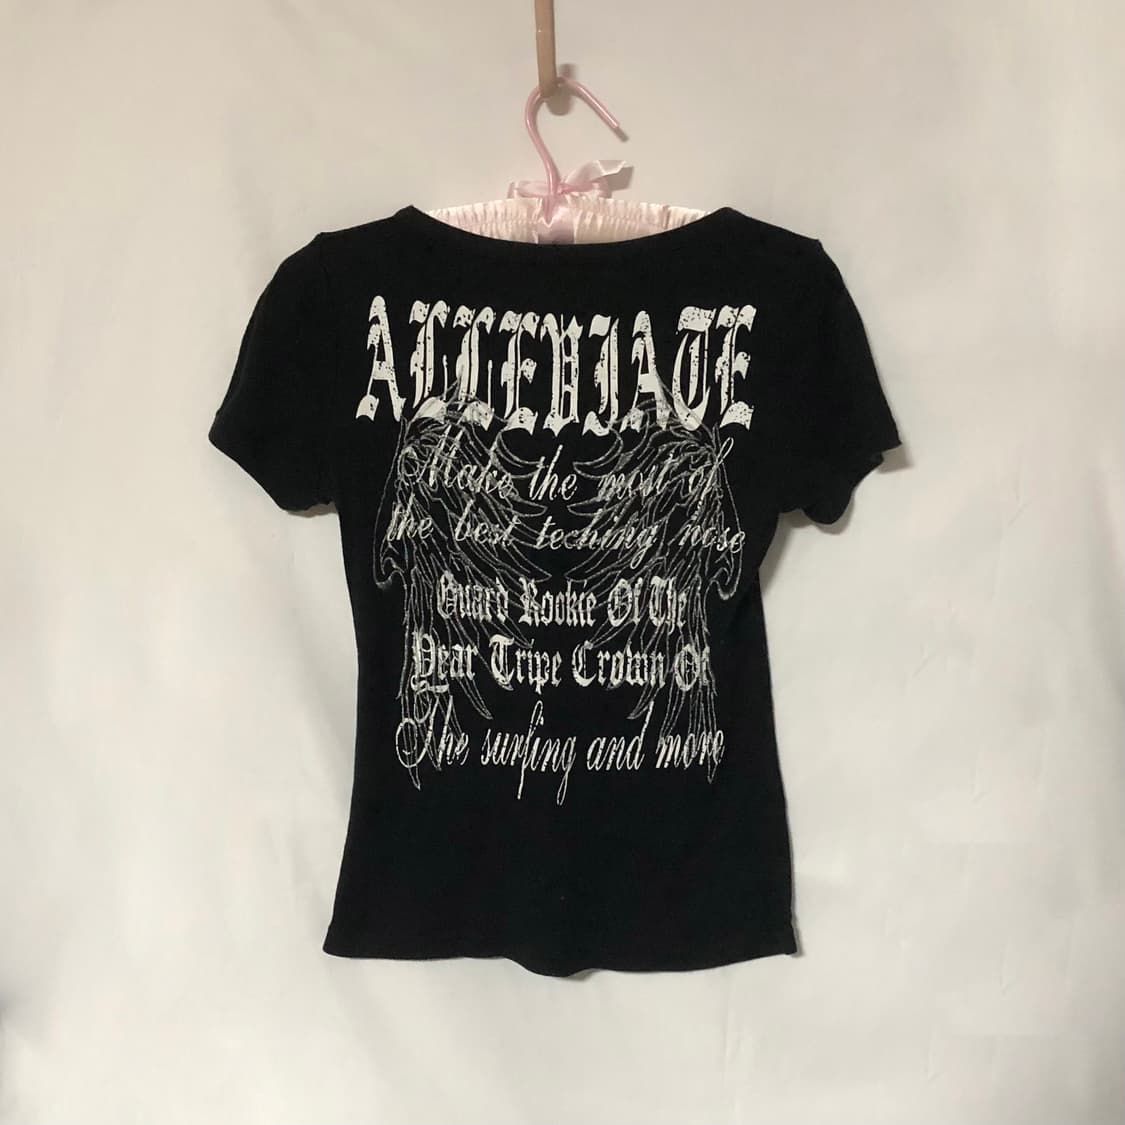 ALLEVIATE
Make the most of
the best teching nose
Guard Rookie Of The
Year Tripe Crown Of
The surfing and more